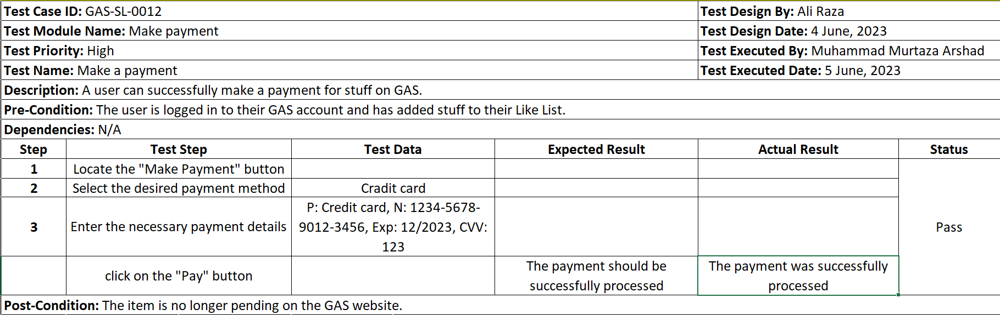 Test Case ID: GAS-SL-0012
Test Design By: Ali Raza
Test Module Name: Make payment
Test Design Date: 4 June, 2023
Test Priority: High
Test Executed By: Muhammad Murtaza Arshad
Test Name: Make a payment
Test Executed Date: 5 June, 2023
Description: A user can successfully make a payment for stuff on GAS.
Pre-Condition: The user is logged in to their GAS account and has added stuff to their Like List.
Dependencies: N/A
Step
Test Step
Test Data
Expected Result
Actual Result
Status
1
Locate the "Make Payment" button
2
Select the desired payment method
Cradit card
3
Enter the necessary payment details
P: Credit card, N: 1234-5678-
9012-3456, Exp: 12/2023, CVV:
123
Pass
click on the "Pay" button
The payment should be
successfully processed
The payment was successfully
processed
Post-Condition: The item is no longer pending on the GAS website.